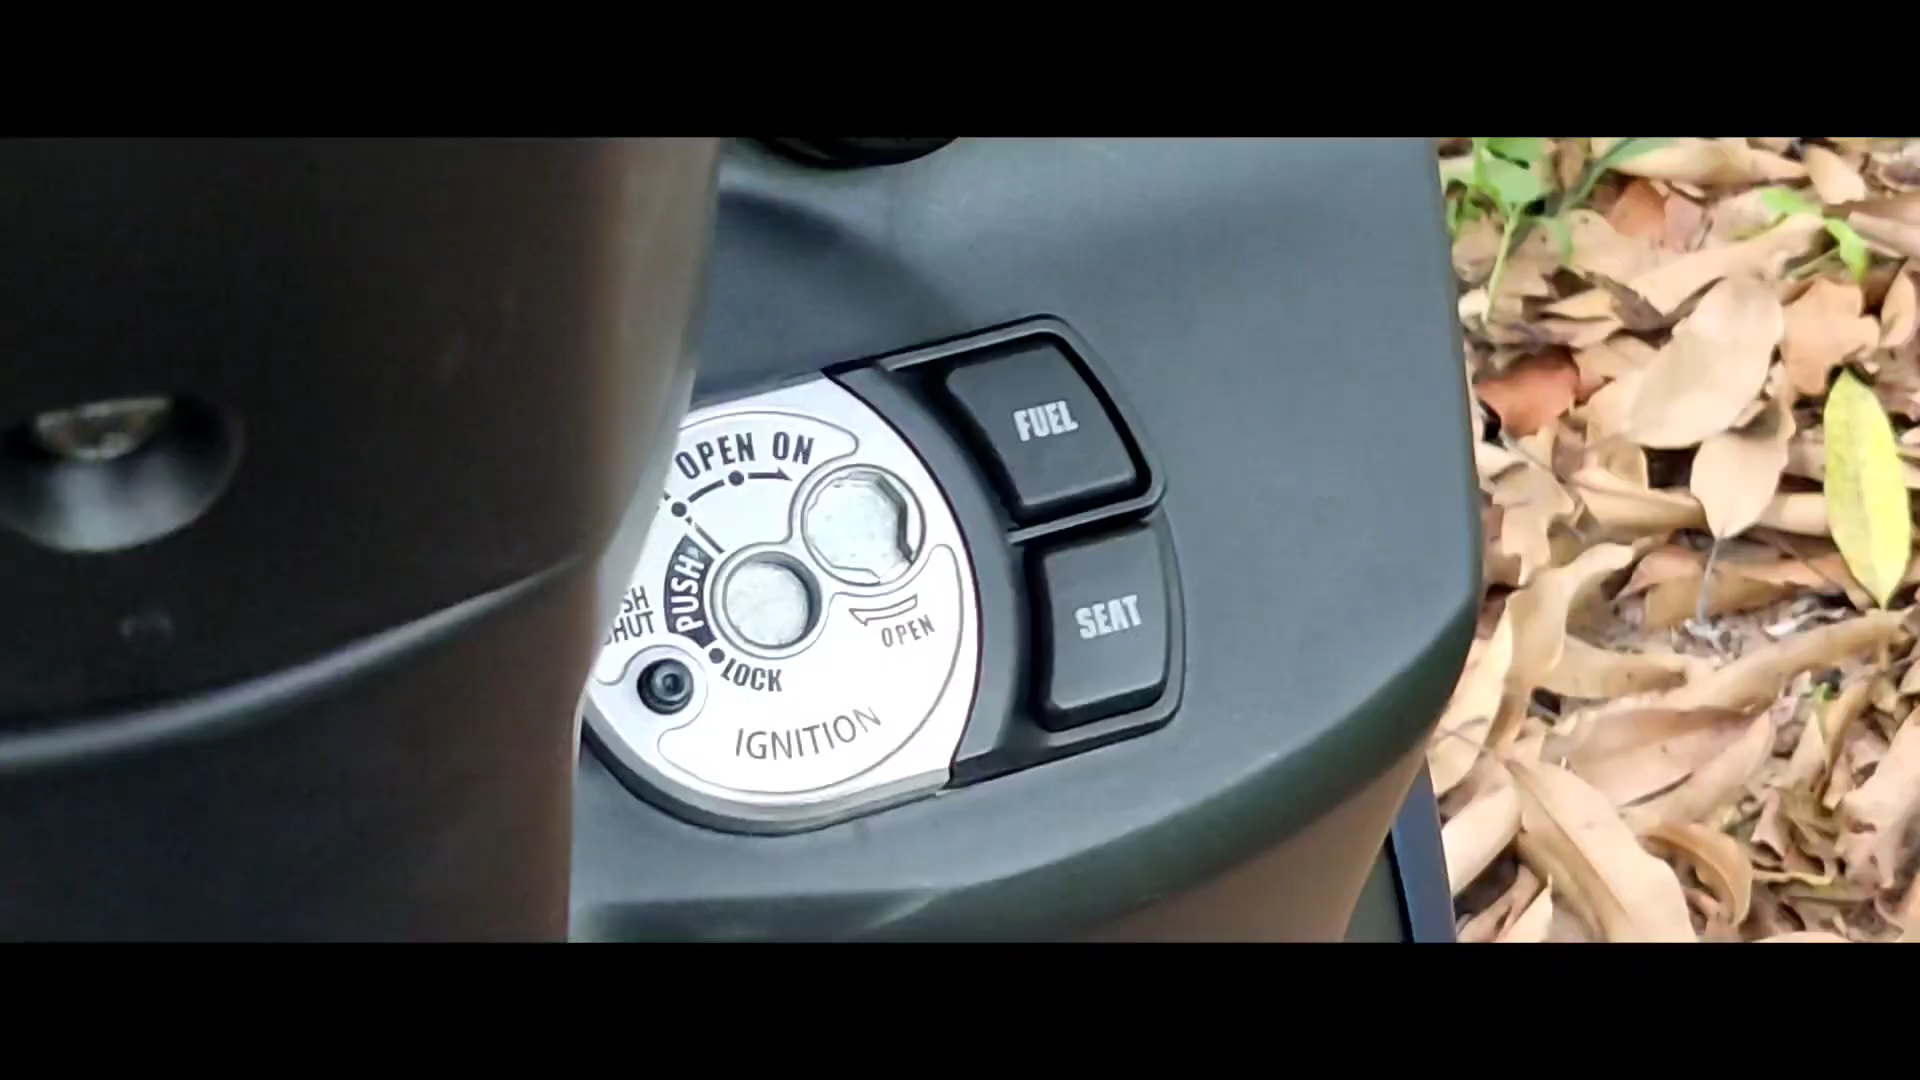 FUEL
OPEN ON
PUSH
SEAT
OPEN
LOCK
IGNITION